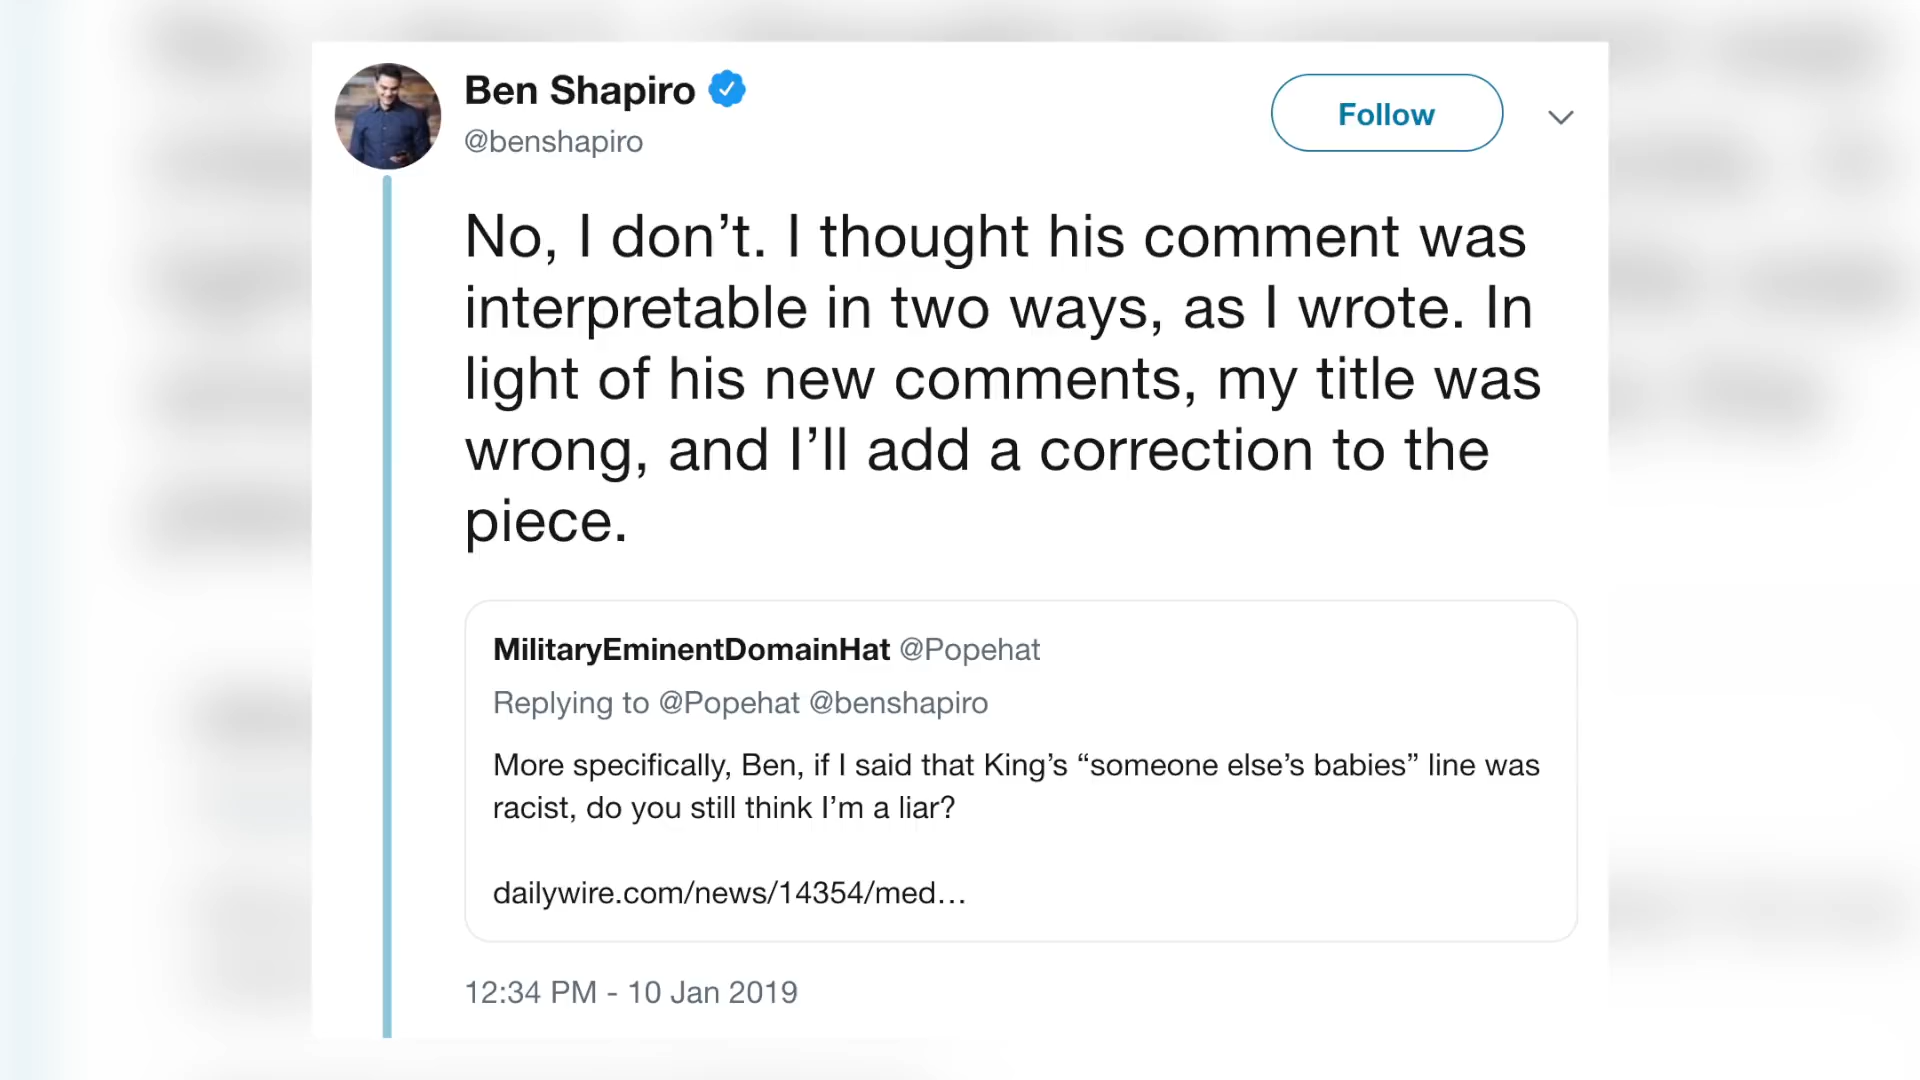 Ben Shapiro
@benshapiro
Follow
No, I don’t. I thought his comment was
interpretable in two ways, as I wrote. In
light of his new comments, my title was
wrong, and I’ll add a correction to the
piece.
MilitaryEminentDomainHat @Popehat
Replying to @Popehat @benshapiro
More specifically, Ben, if I said that King’s “someone else’s babies” line was
racist, do you still think I’m a liar?
dailywire.com/news/14354/med…
12:34 PM - 10 Jan 2019